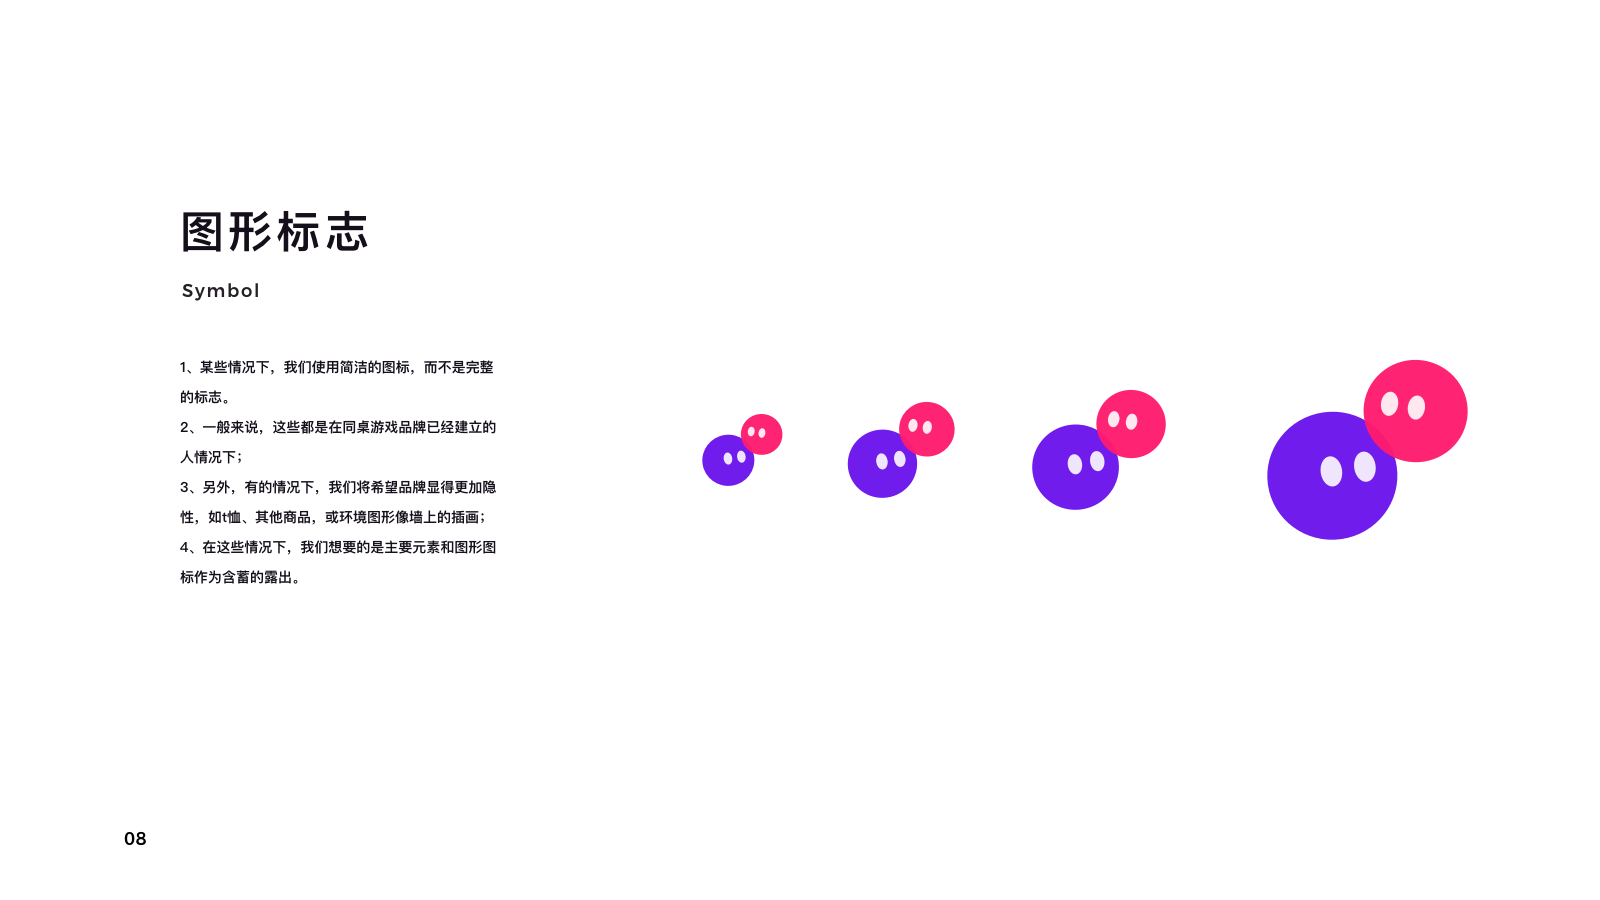 图形标志
Symbol
1、某些情况下，我们使用简洁的图标，而不是完整
的标志。
2、一般来说，这些都是在同桌游戏品牌已经建立的
人情况下；
3、另外，有的情况下，我们将希望品牌显得更加隐
性，如t恤、其他商品，或环境图形像墙上的插画；
4、在这些情况下，我们想要的是主要元素和图形图
标作为含蓄的露出。
08